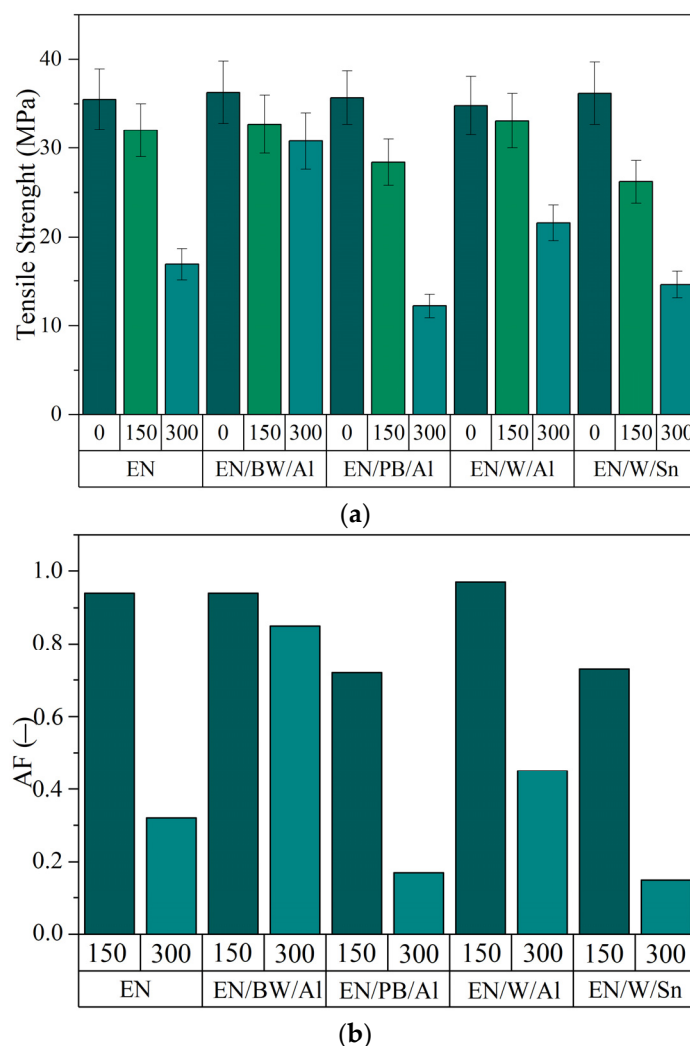 40
30
20
10
0
Tensile Strenght (MPa)
0 150 300 0 150 300 0 150 300 0 150 300 0 150 300
EN EN/BW/Al EN/PB/Al EN/W/Al EN/W/Sn
(a)
1.0
0.8
0.6
0.4
0.2
0.0
AF (–)
150 300 150 300 150 300 150 300 150 300
EN EN/BW/Al EN/PB/Al EN/W/Al EN/W/Sn
(b)